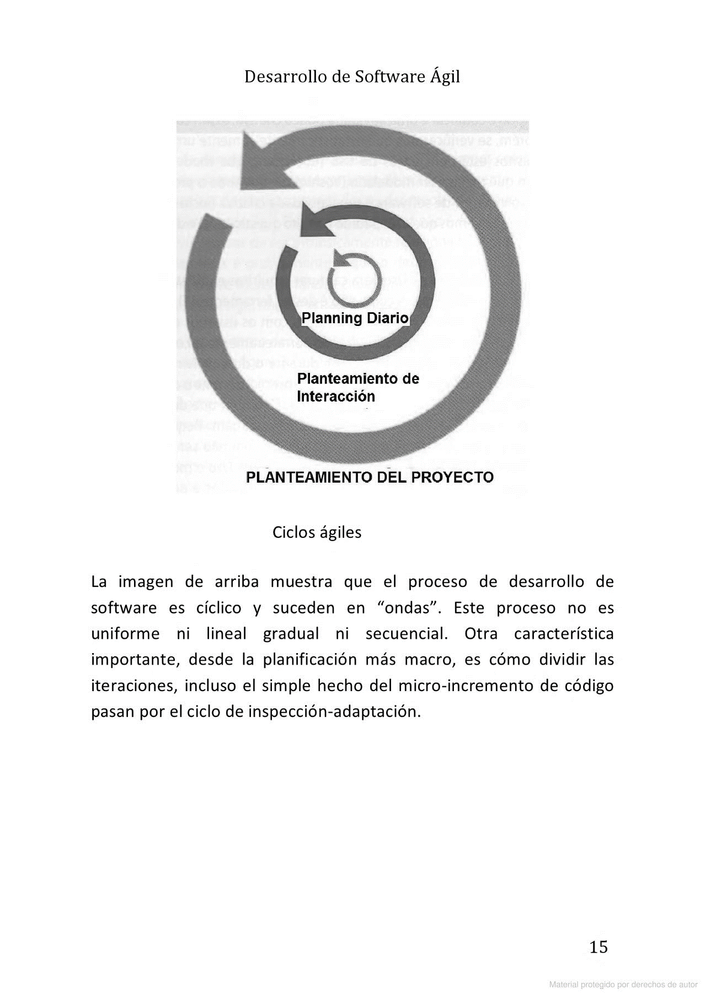 Desarrollo de Software Ágil
Planning Diario
Planteamiento de
Interacción
PLANTEAMIENTO DEL PROYECTO
Ciclos ágiles
La imagen de arriba muestra que el proceso de desarrollo de
software es cíclico y suceden en “ondas”. Este proceso no es
uniforme ni lineal gradual ni secuencial. Otra característica
importante, desde la planificación más macro, es cómo dividir las
iteraciones, incluso el simple hecho del micro-incremento de código
pasan por el ciclo de inspección-adaptación.
15
Material protegido por derechos de autor